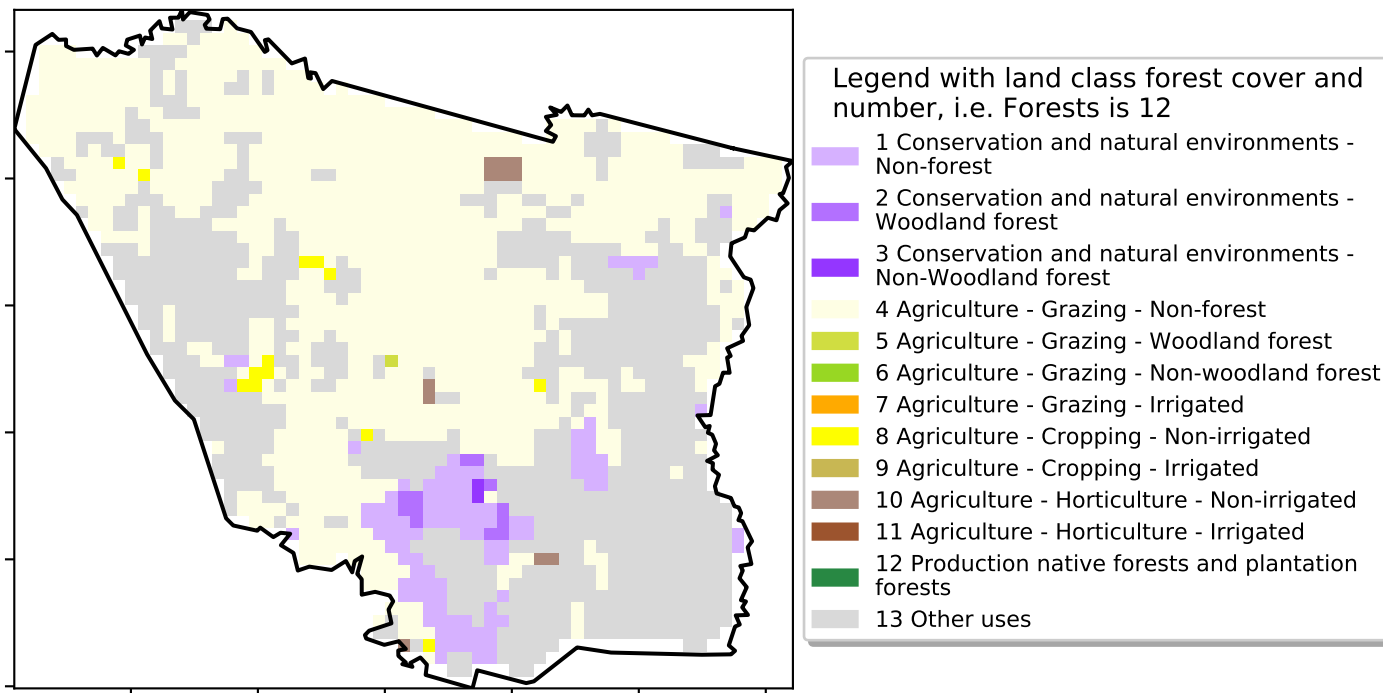 Legend with land class forest cover and
number, i.e. Forests is 12
1 Conservation and natural environments -
Non-forest
2 Conservation and natural environments -
Woodland forest
3 Conservation and natural environments -
Non-Woodland forest
4 Agriculture - Grazing - Non-forest
5 Agriculture - Grazing - Woodland forest
6 Agriculture - Grazing - Non-woodland forest
7 Agriculture - Grazing - Irrigated
8 Agriculture - Cropping - Non-irrigated
9 Agriculture - Cropping - Irrigated
10 Agriculture - Horticulture - Non-irrigated
11 Agriculture - Horticulture - Irrigated
12 Production native forests and plantation
forests
13 Other uses